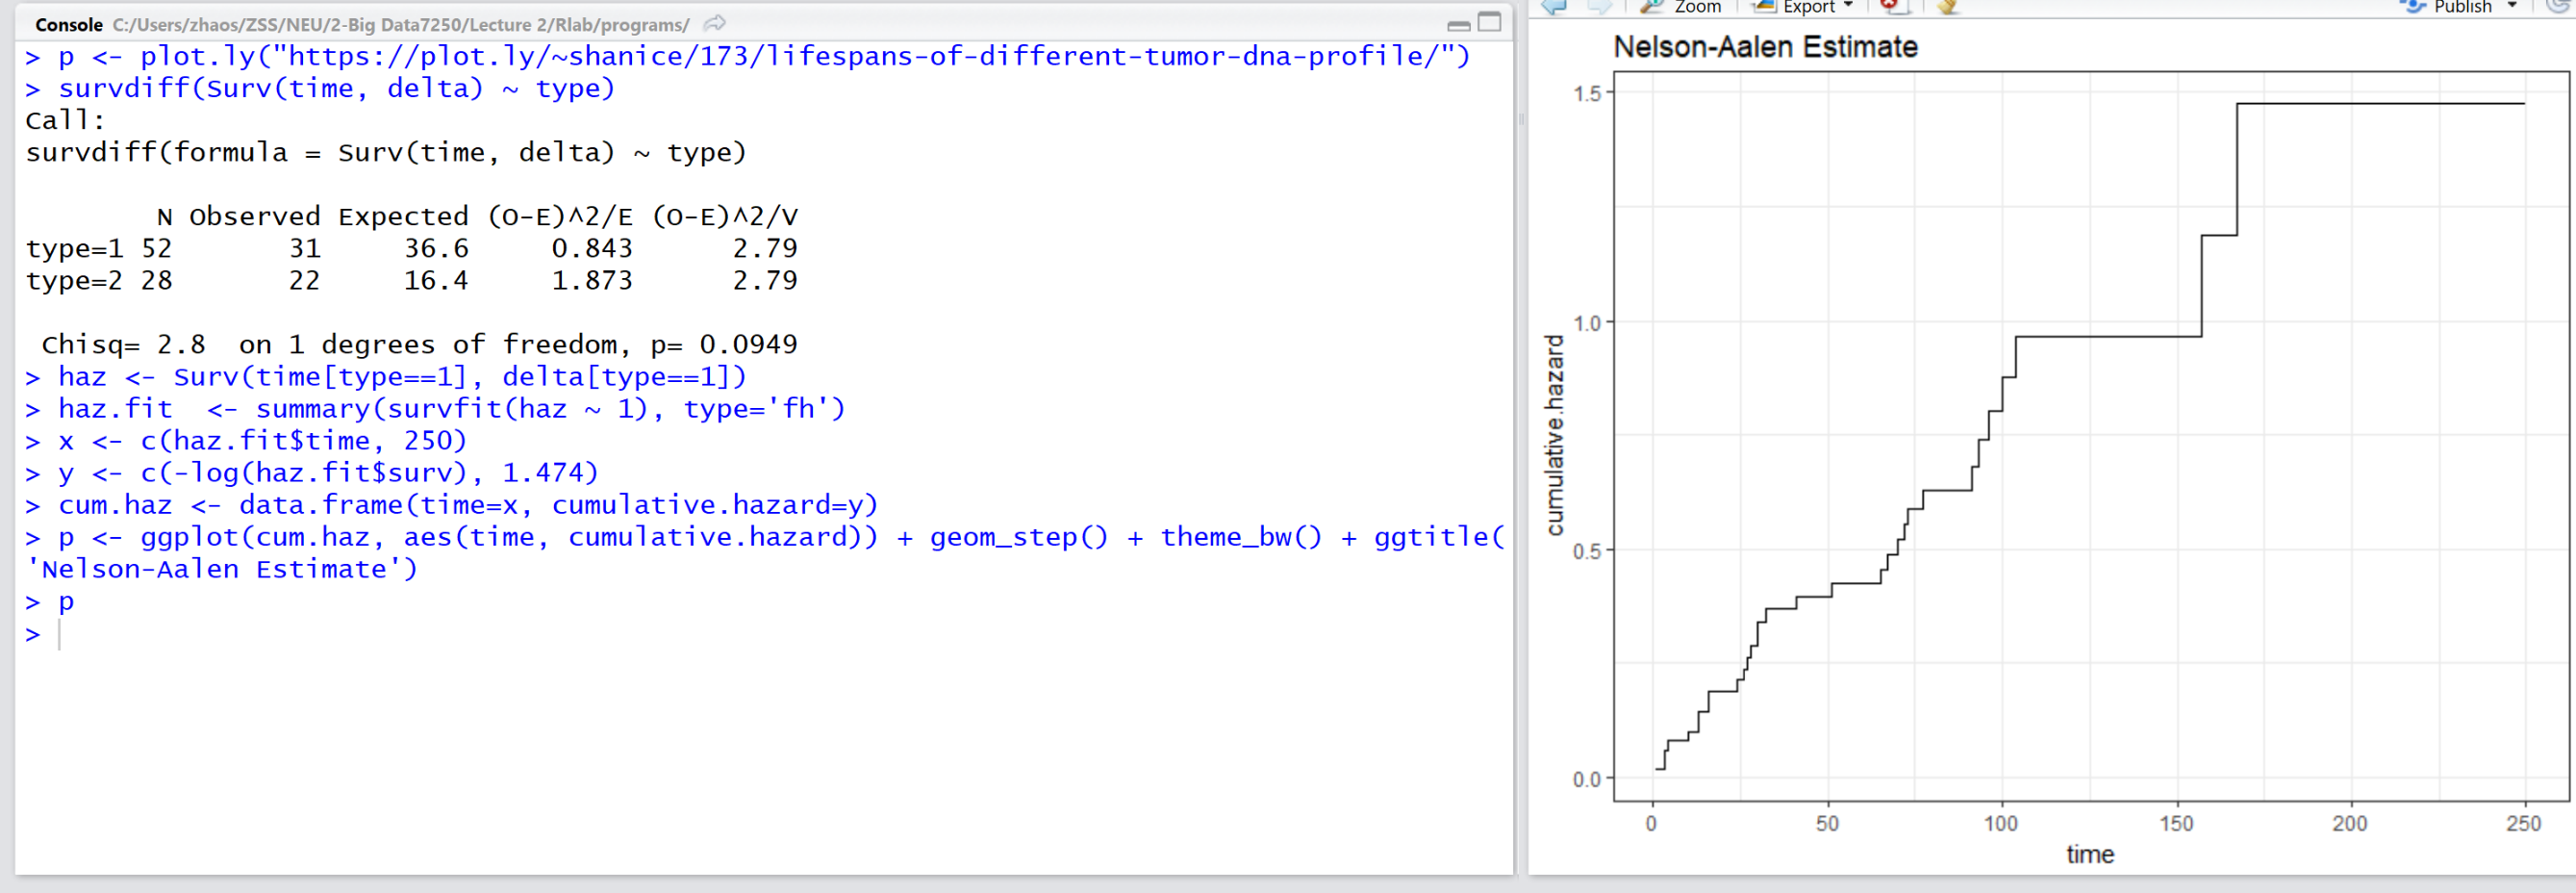 Console C:/Users/zhaos/ZSS/NEU/2-Big Data7250/Lecture 2/Rlab/programs/
> p <- plot.ly("https://plot.ly/~shanice/173/lifespans-of-different-tumor-dna-profile/")
> survdiff(Surv(time, delta) ~ type)
Call:
survdiff(formula = Surv(time, delta) ~ type)
N Observed Expected (O-E)^2/E (O-E)^2/V
type=1 52 31 36.6 0.843 2.79
type=2 28 22 16.4 1.873 2.79
Chisq= 2.8 on 1 degrees of freedom, p= 0.0949
> haz <- Surv(time[type==1], delta[type==1])
> haz.fit <- summary(survfit(haz ~ 1), type='fh')
> x <- c(haz.fit$time, 250)
> y <- c(-log(haz.fit$surv), 1.474)
> cum.haz <- data.frame(time=x, cumulative.hazard=y)
> p <- ggplot(cum.haz, aes(time, cumulative.hazard)) + geom_step() + theme_bw() + ggtitle(
'Nelson-Aalen Estimate')
> p
>
Zoom Export Publish
Nelson-Aalen Estimate
1.5
1.0
0.5
0.0
cumulative.hazard
0 50 100 150 200 250
time